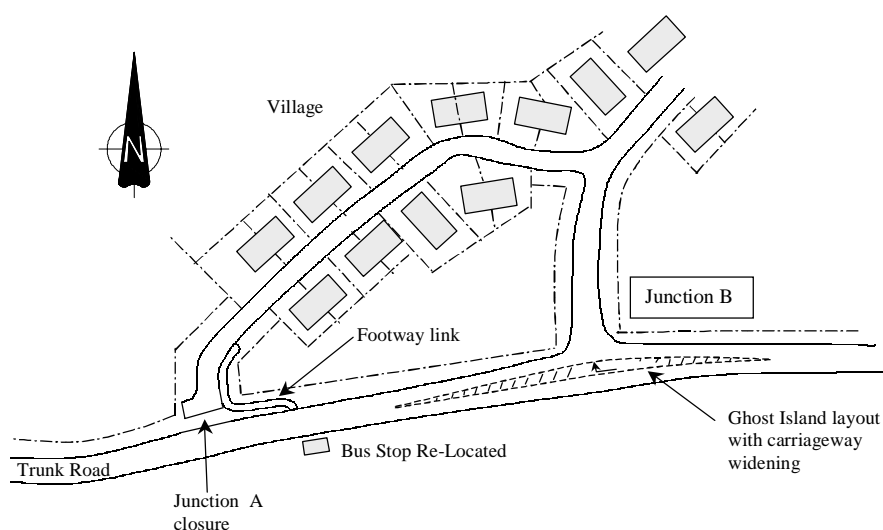 Village
N
Junction B
Footway link
Ghost Island layout
with carriageway
widening
Bus Stop Re-Located
Trunk Road
Junction A
closure